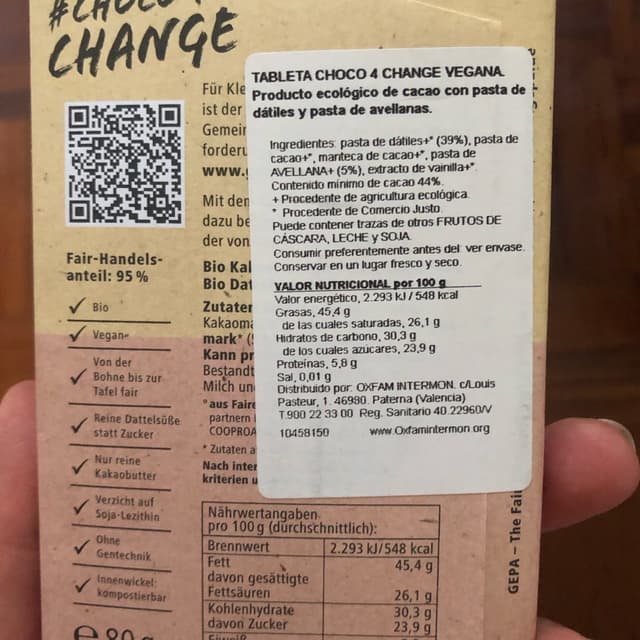 CHANGE
Für Kle
ist der
Gemein
forderu
www.
Mit den
dazu be
der von
Fair-Handels-
anteil: 95 %
Bio
Vegan
Von der
Bohne bis zur
Tafel fair
Reine Dattelsüße
statt Zucker
Nur reine
Kakaobutter
Verzicht auf
Soja-Lezithin
Ohne
Gentechnik
Innenwickel:
kompostierbar
Bio Kak
Bio Dat
Zutaten
Kakaoma
mark* (
Kann
Bestandt
Milch un
°aus Faire
partnern
COOPROA
* Zutaten a
Nach inter
kriterien
TABLETA CHOCO 4 CHANGE VEGANA.
Producto ecológico de cacao con pasta de
dátiles y pasta de avellanas.
Ingredientes: pasta de dátiles+* (39%), pasta de
cacao+*, manteca de cacao+*, pasta de
AVELLANA+ (5%), extracto de vainilla+*.
Contenido mínimo de cacao 44%.
+ Procedente de agricultura ecológica.
* Procedente de Comercio Justo.
Puede contener trazas de otros FRUTOS DE
CÁSCARA, LECHE y SOJA.
Consumir preferentemente antes del: ver envase.
Conservar en un lugar fresco y seco.
VALOR NUTRICIONAL por 100 g
Valor energético, 2.293 kJ / 548 kcal
Grasas, 45,4 g
de las cuales saturadas, 26,1 g
Hidratos de carbono, 30,3 g
de los cuales azúcares, 23,9 g
Proteínas, 5,8 g
Sal, 0,01 g
Distribuido por: OXFAM INTERMON. c/Louis
Pasteur, 1. 46980. Paterna (Valencia)
T.900 22 33 00 Reg. Sanitario 40.22960/V
10458150 www.Oxfamintermon.org
Nährwertangaben
pro 100 g (durchschnittlich):
Brennwert 2.293 kJ/548 kcal
Fett 45,4 g
davon gesättigte
Fettsäuren 26,1 g
Kohlenhydrate 30,3 g
davon Zucker 23,9 g
GEPA – The Fai